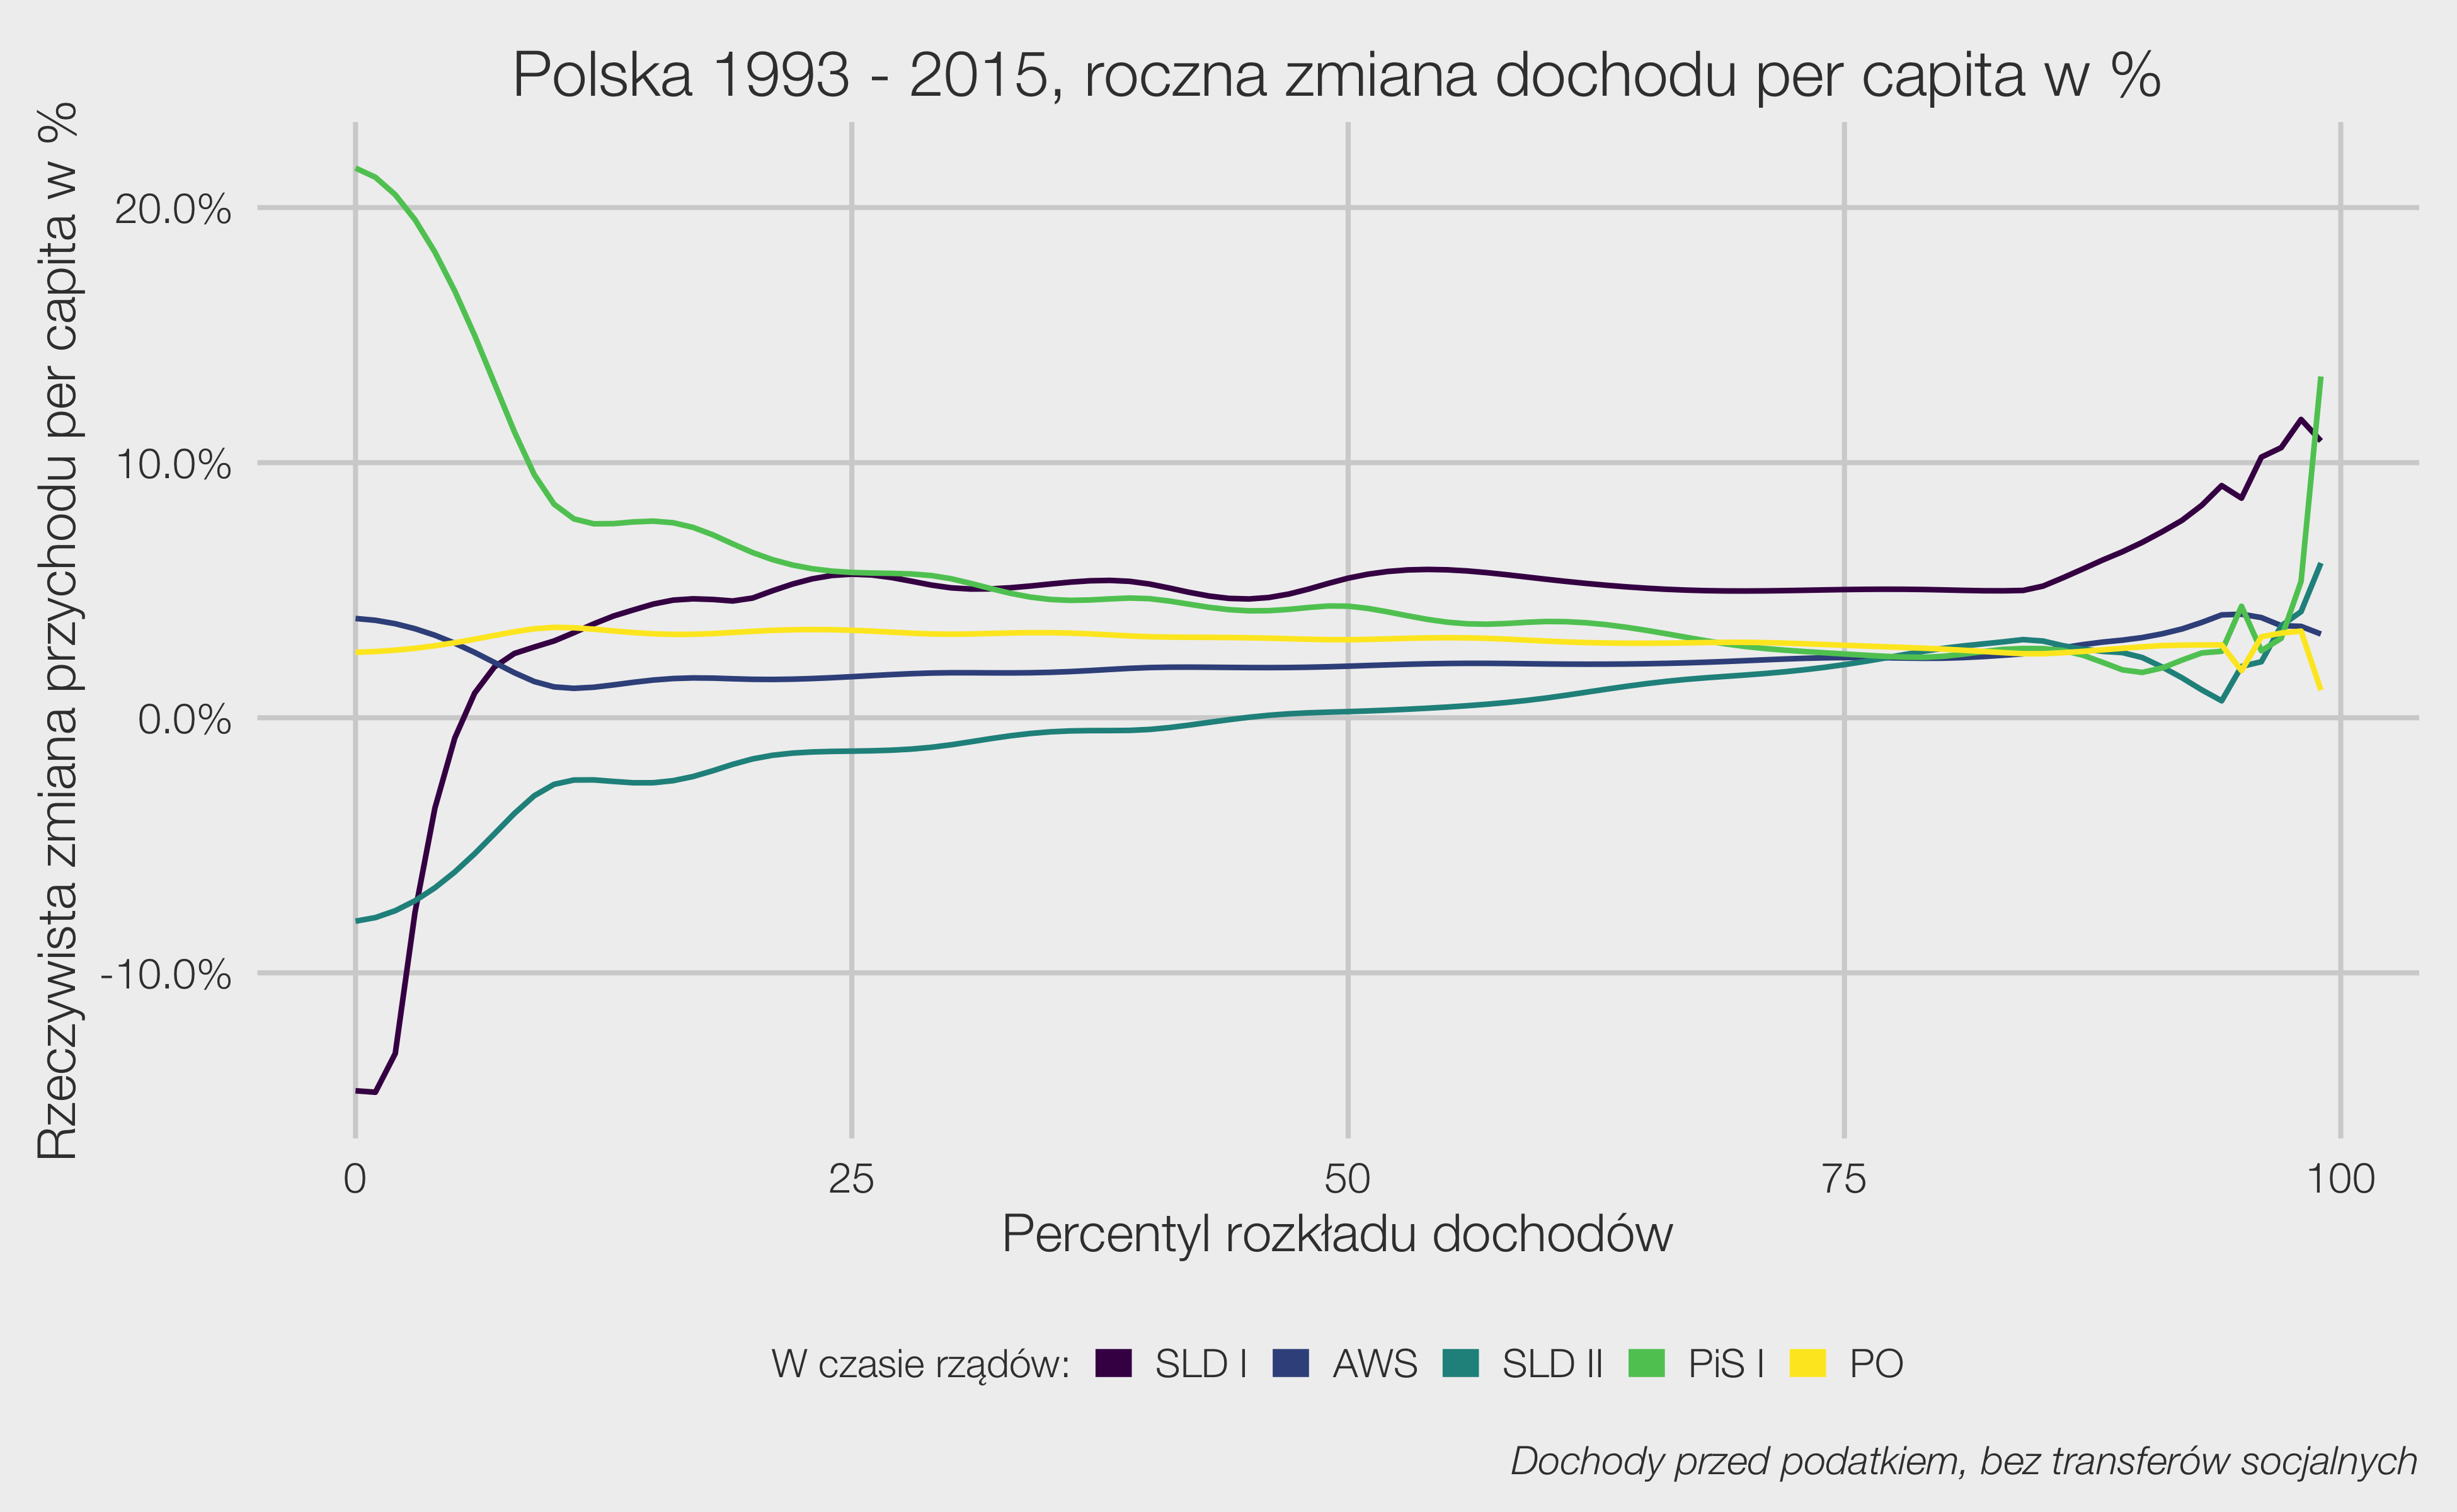 Polska 1993 - 2015, roczna zmiana dochodu per capita w %
Rzeczywista zmiana przychodu per capita w %
20.0%
10.0%
0.0%
-10.0%
0 25 50 75 100
Percentyl rozkładu dochodów
W czasie rządów: SLD I AWS SLD II PiS I PO
Dochody przed podatkiem, bez transferów socjalnych